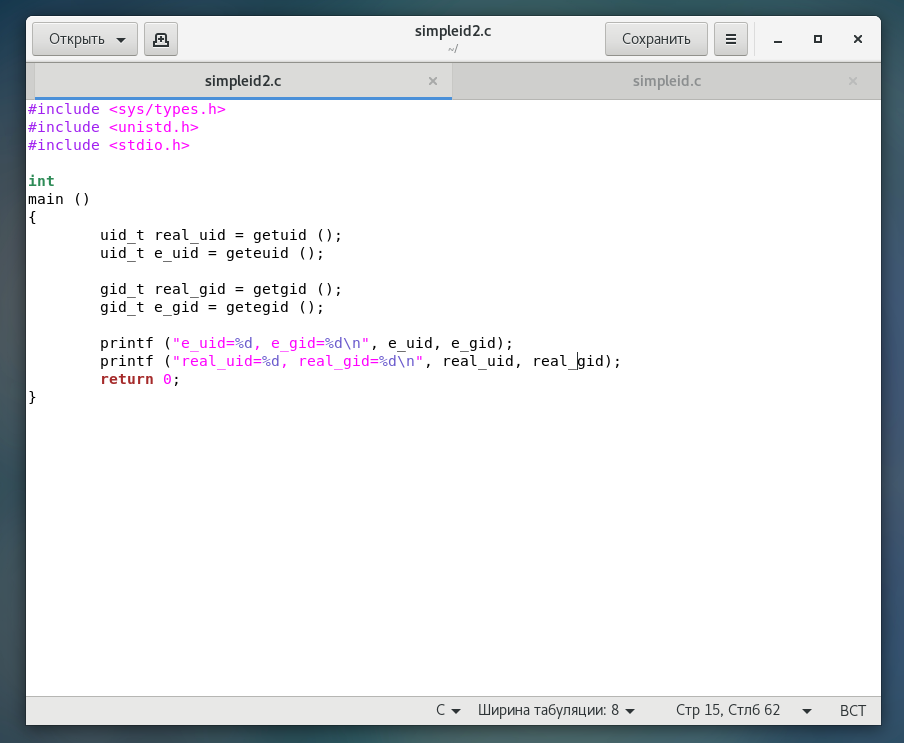 Открыть
simpleid2.c
~/
Сохранить
simpleid2.c
simpleid.c
#include <sys/types.h>
#include <unistd.h>
#include <stdio.h>
int
main ()
{
        uid_t real_uid = getuid ();
        uid_t e_uid = geteuid ();
        gid_t real_gid = getgid ();
        gid_t e_gid = getegid ();
        printf ("e_uid=%d, e_gid=%d\n", e_uid, e_gid);
        printf ("real_uid=%d, real_gid=%d\n", real_uid, real_gid);
        return 0;
}
C
Ширина табуляции: 8
Стр 15, Стлб 62
ВСТ